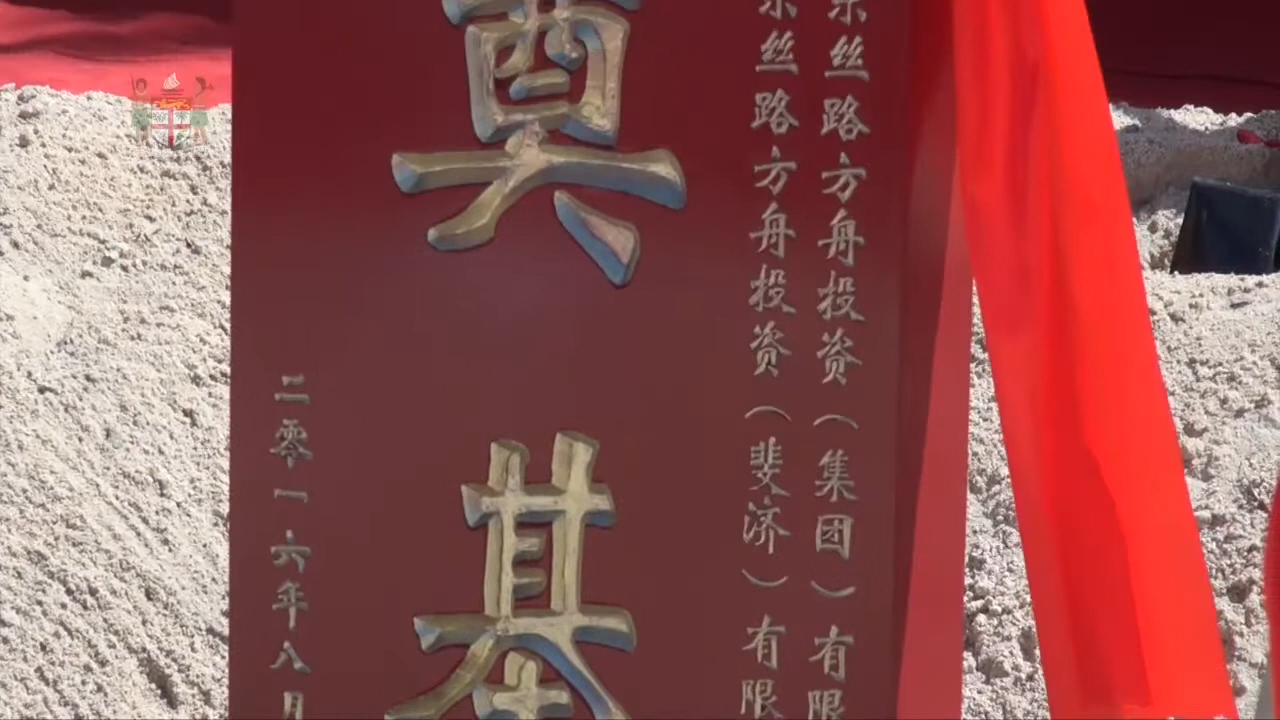 丝路方舟投资（集团）有限
丝路方舟投资（斐济）有限
奠基
二零一六年八月